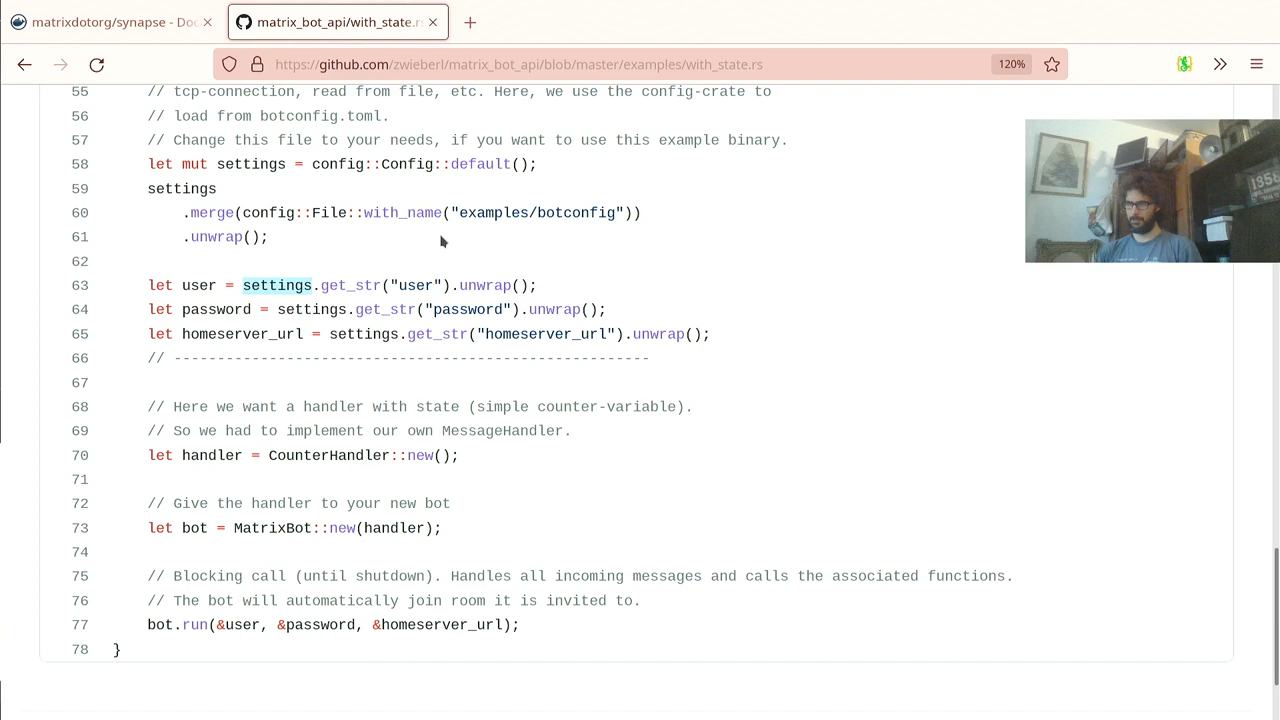 matrixdotorg/synapse - Doc
matrix_bot_api/with_state.rs
https://github.com/zwieberl/matrix_bot_api/blob/master/examples/with_state.rs
120%
55 // tcp-connection, read from file, etc. Here, we use the config-crate to
56 // load from botconfig.toml.
57 // Change this file to your needs, if you want to use this example binary.
58 let mut settings = config::Config::default();
59 settings
60 .merge(config::File::with_name("examples/botconfig"))
61 .unwrap();
62
63 let user = settings.get_str("user").unwrap();
64 let password = settings.get_str("password").unwrap();
65 let homeserver_url = settings.get_str("homeserver_url").unwrap();
66 // -------------------------------------------------------
67
68 // Here we want a handler with state (simple counter-variable).
69 // So we had to implement our own MessageHandler.
70 let handler = CounterHandler::new();
71
72 // Give the handler to your new bot
73 let bot = MatrixBot::new(handler);
74
75 // Blocking call (until shutdown). Handles all incoming messages and calls the associated functions.
76 // The bot will automatically join room it is invited to.
77 bot.run(&user, &password, &homeserver_url);
78 }
1358